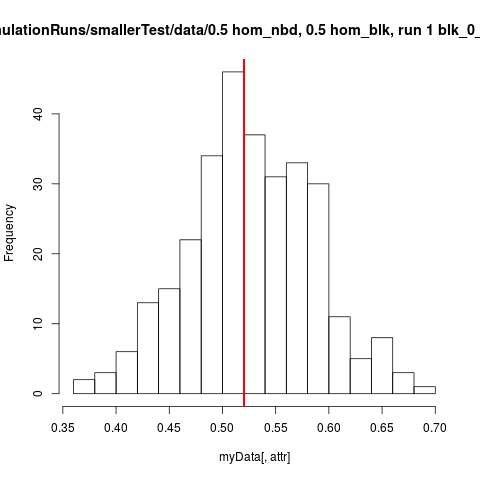 nulationRuns/smallerTest/data/0.5 hom_nbd, 0.5 hom_blk, run 1 blk_0_
Frequency
40
30
20
10
0
0.35 0.40 0.45 0.50 0.55 0.60 0.65 0.70
myData[, attr]